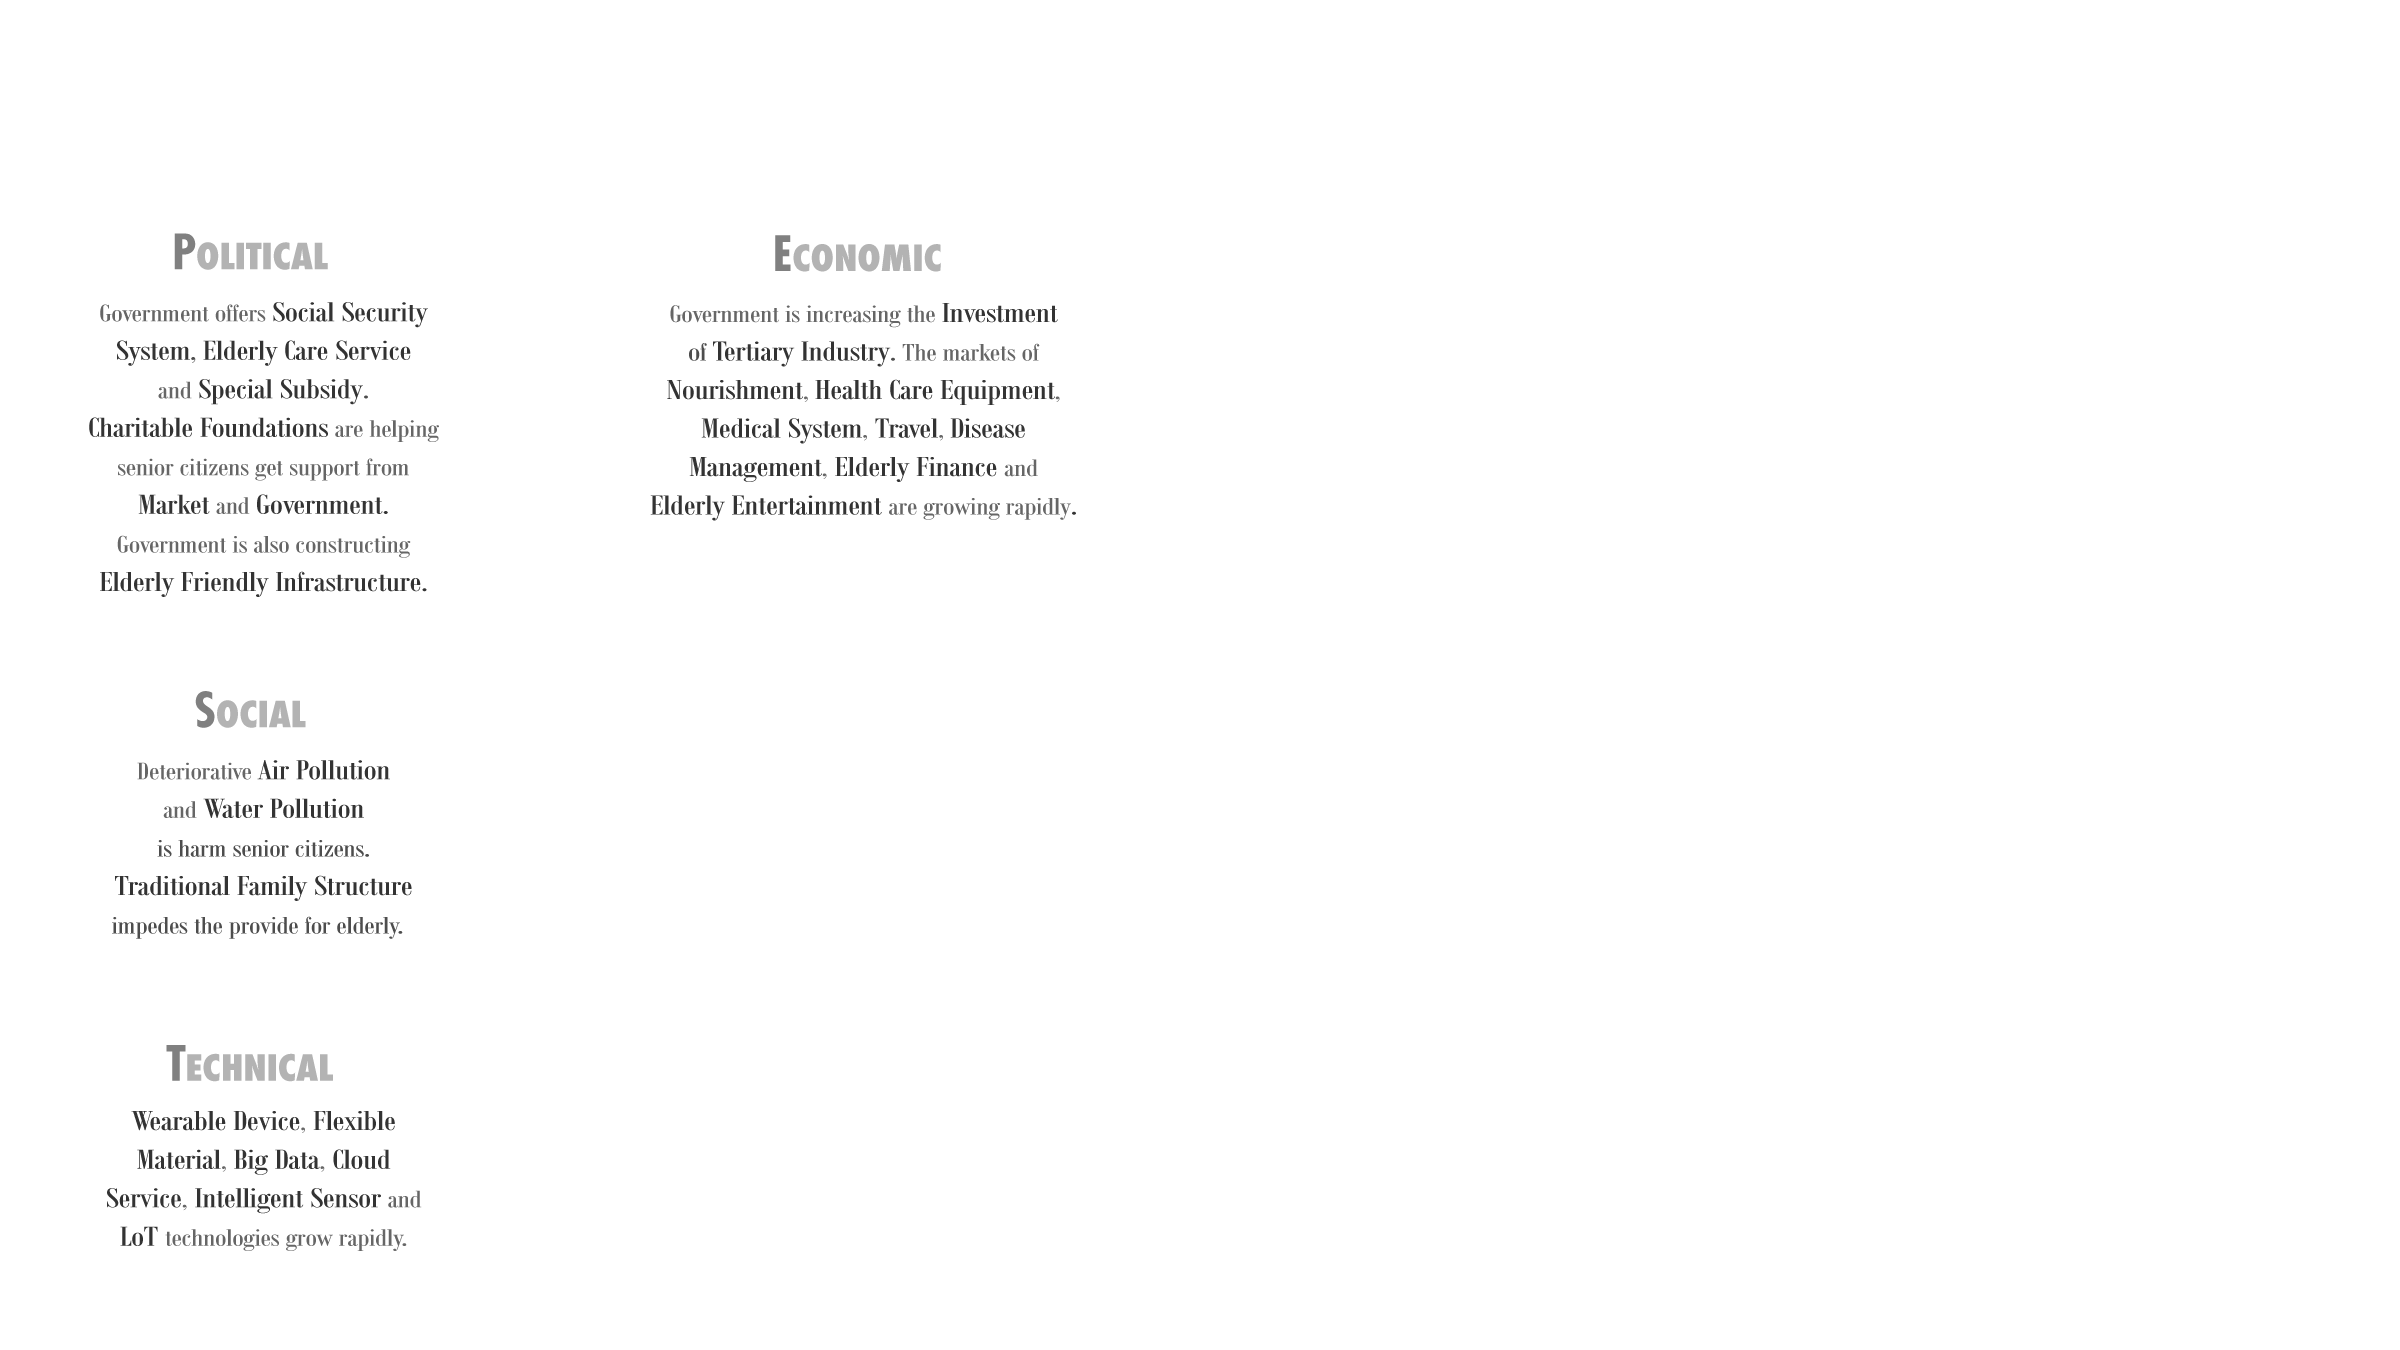 POLITICAL
Government offers Social Security
System, Elderly Care Service
and Special Subsidy.
Charitable Foundations are helping
senior citizens get support from
Market and Government.
Government is also constructing
Elderly Friendly Infrastructure.
ECONOMIC
Government is increasing the Investment
of Tertiary Industry. The markets of
Nourishment, Health Care Equipment,
Medical System, Travel, Disease
Management, Elderly Finance and
Elderly Entertainment are growing rapidly.
SOCIAL
Deteriorative Air Pollution
and Water Pollution
is harm senior citizens.
Traditional Family Structure
impedes the provide for elderly.
TECHNICAL
Wearable Device, Flexible
Material, Big Data, Cloud
Service, Intelligent Sensor and
LoT technologies grow rapidly.